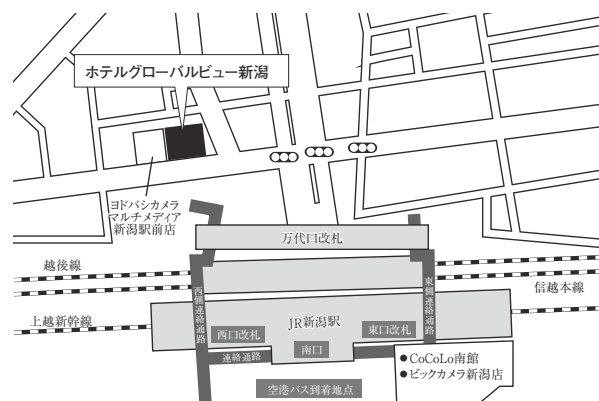 ホテルグローバルビュー新潟
ヨドバシカメラ
マルチメディア
新潟駅前店
万代口改札
越後線
西側連絡通路
東側連絡通路
信越本線
上越新幹線
JR新潟駅
西口改札
東口改札
南口
連絡通路
●CoCoLo南館
●ビックカメラ新潟店
空港バス到着地点